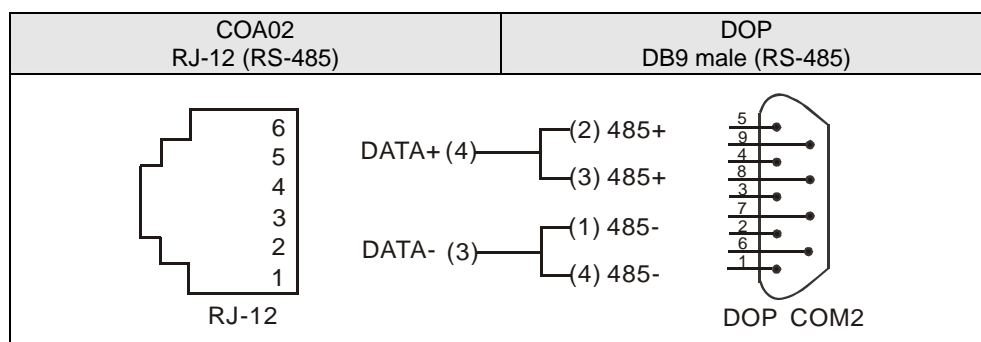 COA02
RJ-12 (RS-485)
DOP
DB9 male (RS-485)
6
5
4
3
2
1
RJ-12
DATA+ (4)
(2) 485+
(3) 485+
DATA- (3)
(1) 485-
(4) 485-
5
9
4
8
3
7
2
6
1
DOP COM2